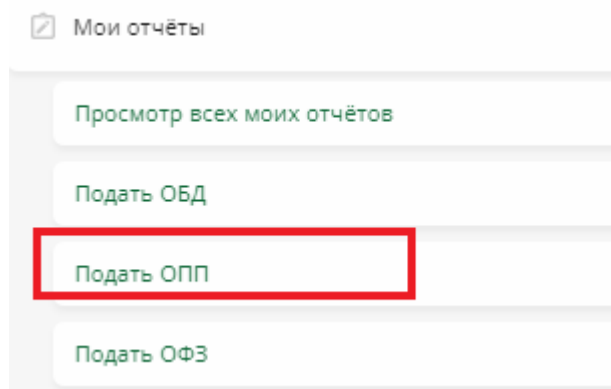 Мои отчёты
Просмотр всех моих отчётов
Подать ОБД
Подать ОПП
Подать ОФЗ